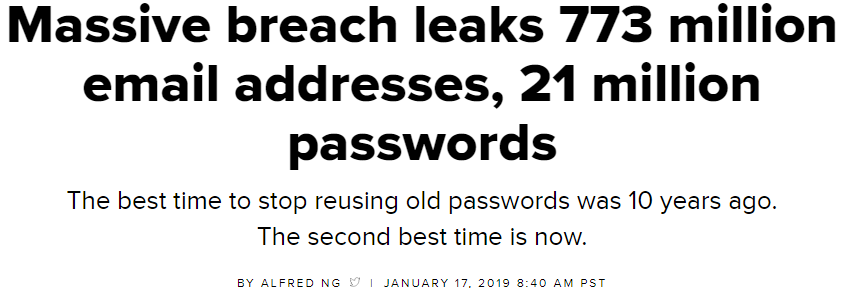 Massive breach leaks 773 million
email addresses, 21 million
passwords
The best time to stop reusing old passwords was 10 years ago.
The second best time is now.
BY ALFRED NG | JANUARY 17, 2019 8:40 AM PST